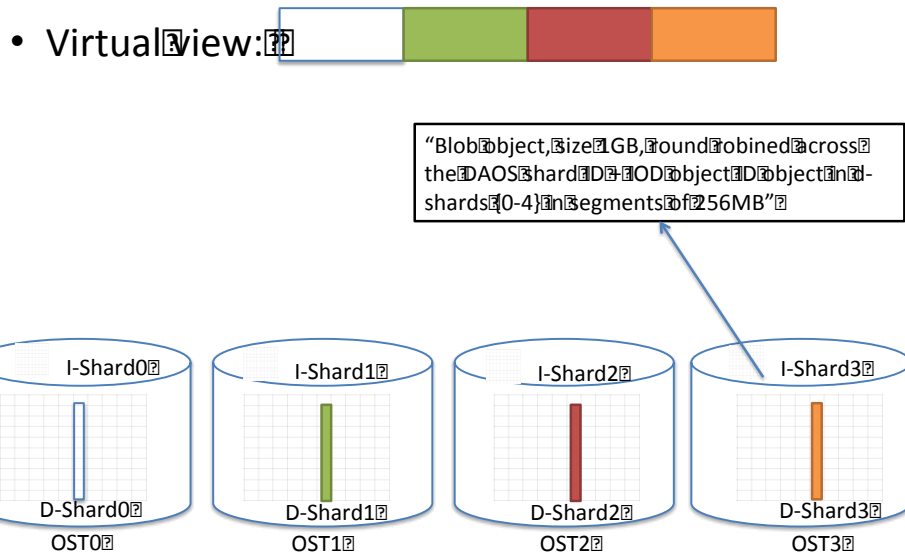 • Virtual view:
“Blob object, size 1GB, round robined across
the DAOS shard ID + IOD object ID object in d-
shards {0-4} in segments of 256MB”
I-Shard0 I-Shard1 I-Shard2 I-Shard3
D-Shard0 D-Shard1 D-Shard2 D-Shard3
OST0 OST1 OST2 OST3